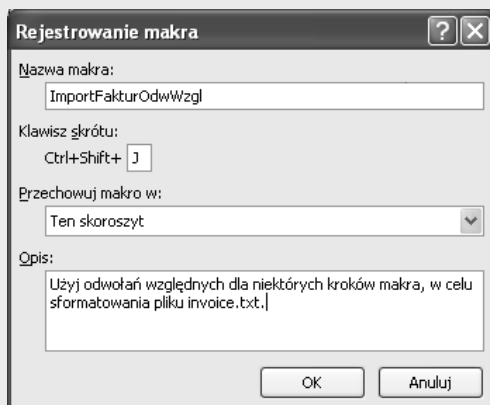 Rejestrowanie makra
Nazwa makra:
ImportFakturOdwWzgl
Klawisz skrótu:
Ctrl+Shift+ J
Przechowuj makro w:
Ten skoroszyt
Opis:
Użyj odwołań względnych dla niektórych kroków makra, w celu
sformatowania pliku invoice.txt.
OK Anuluj